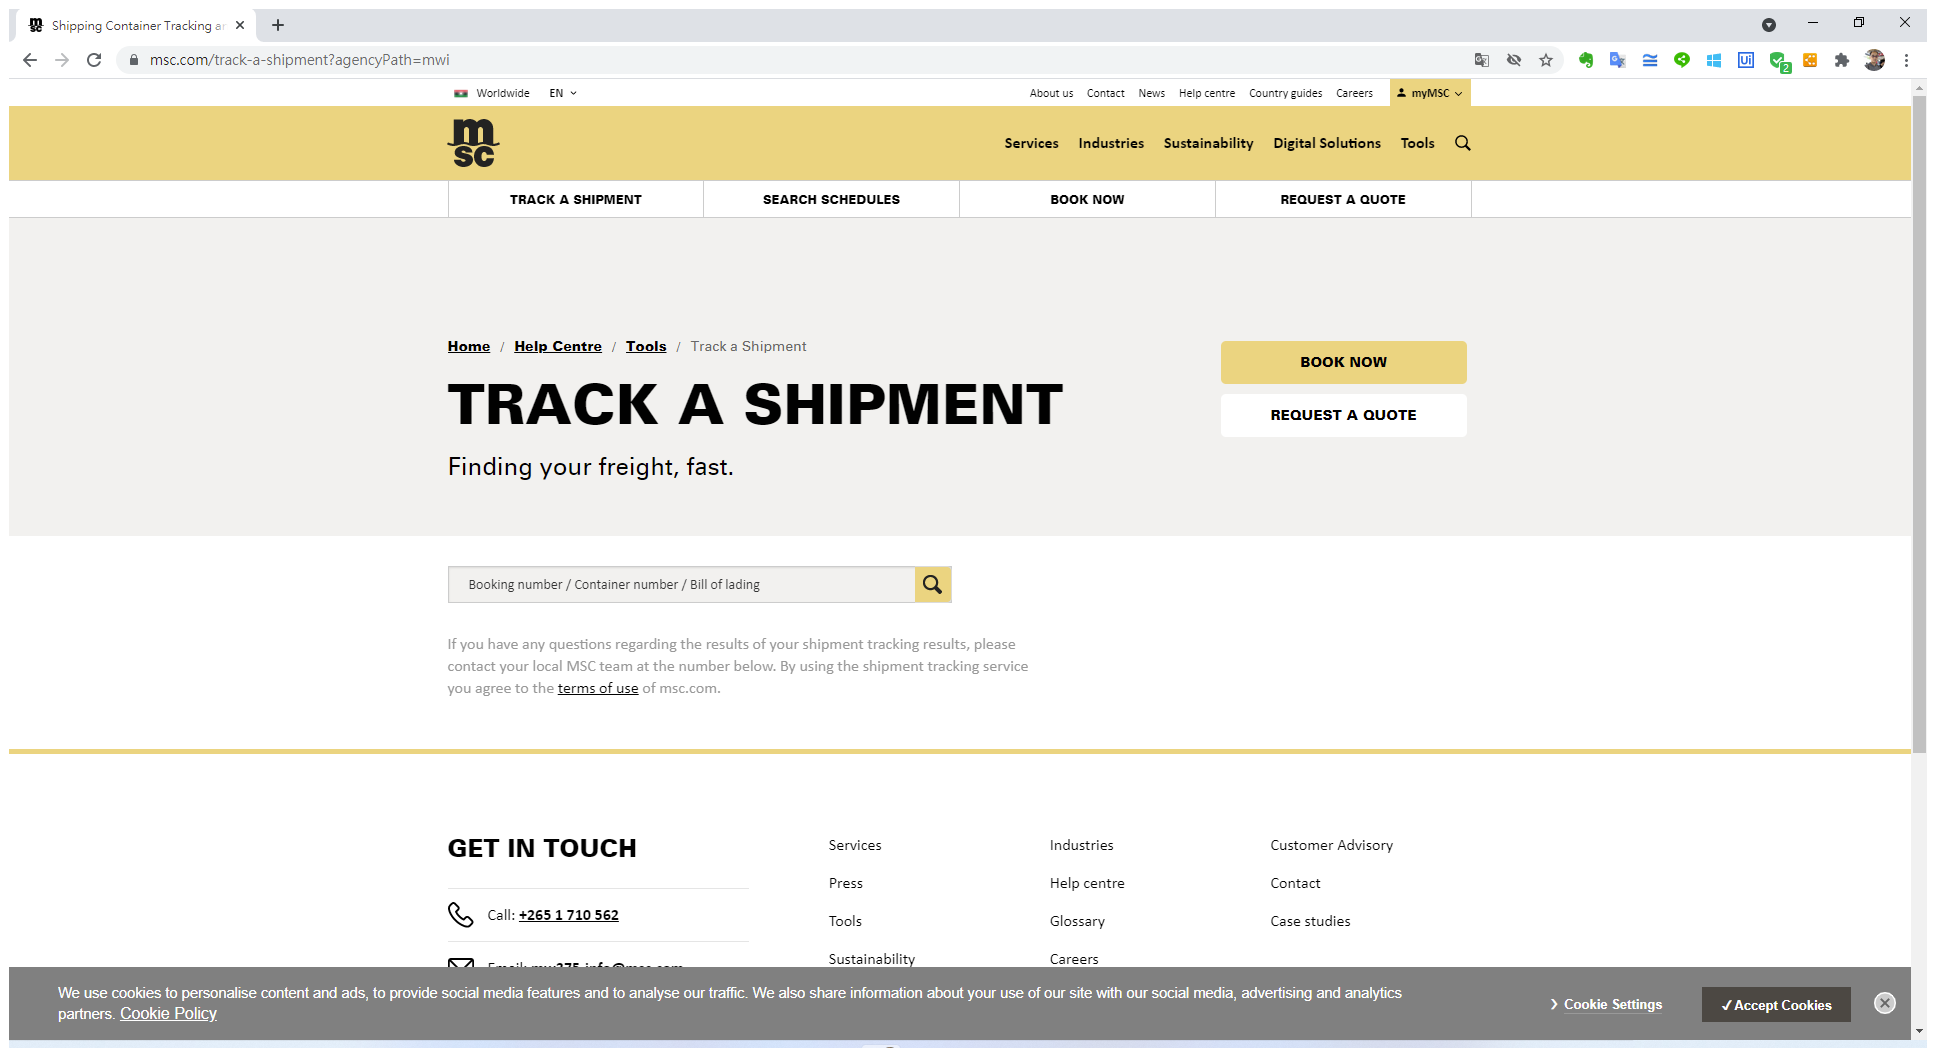 Shipping Container Tracking a
msc.com/track-a-shipment?agencyPath=mwi
Ui
2
Worldwide EN
About us Contact News Help centre Country guides Careers myMSC
msc
Services Industries Sustainability Digital Solutions Tools
TRACK A SHIPMENT SEARCH SCHEDULES BOOK NOW REQUEST A QUOTE
Home / Help Centre / Tools / Track a Shipment
TRACK A SHIPMENT
Finding your freight, fast.
BOOK NOW
REQUEST A QUOTE
Booking number / Container number / Bill of lading
If you have any questions regarding the results of your shipment tracking results, please
contact your local MSC team at the number below. By using the shipment tracking service
you agree to the terms of use of msc.com.
GET IN TOUCH
Call: +265 1 710 562
Services
Press
Tools
Sustainability
Industries
Help centre
Glossary
Careers
Customer Advisory
Contact
Case studies
We use cookies to personalise content and ads, to provide social media features and to analyse our traffic. We also share information about your use of our site with our social media, advertising and analytics
partners. Cookie Policy
Cookie Settings
✓Accept Cookies